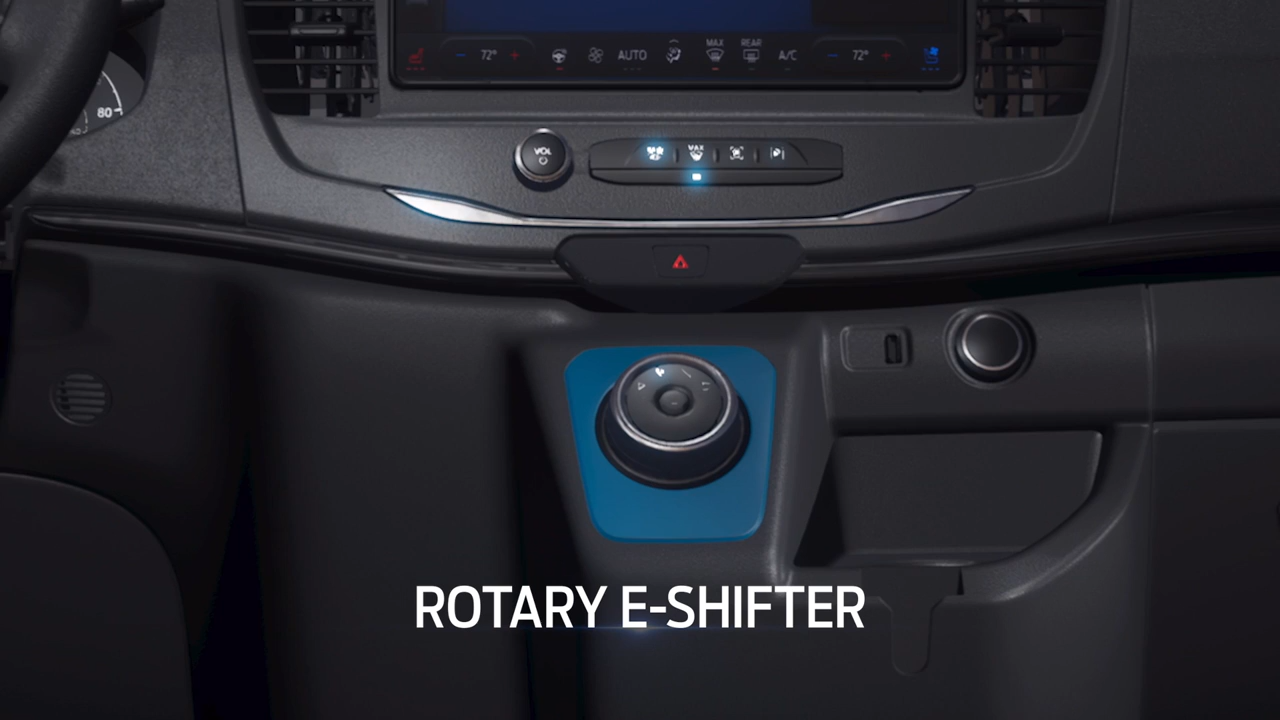 72° AUTO MAX REAR A/C 72°
80
VOL
MAX
ROTARY E-SHIFTER